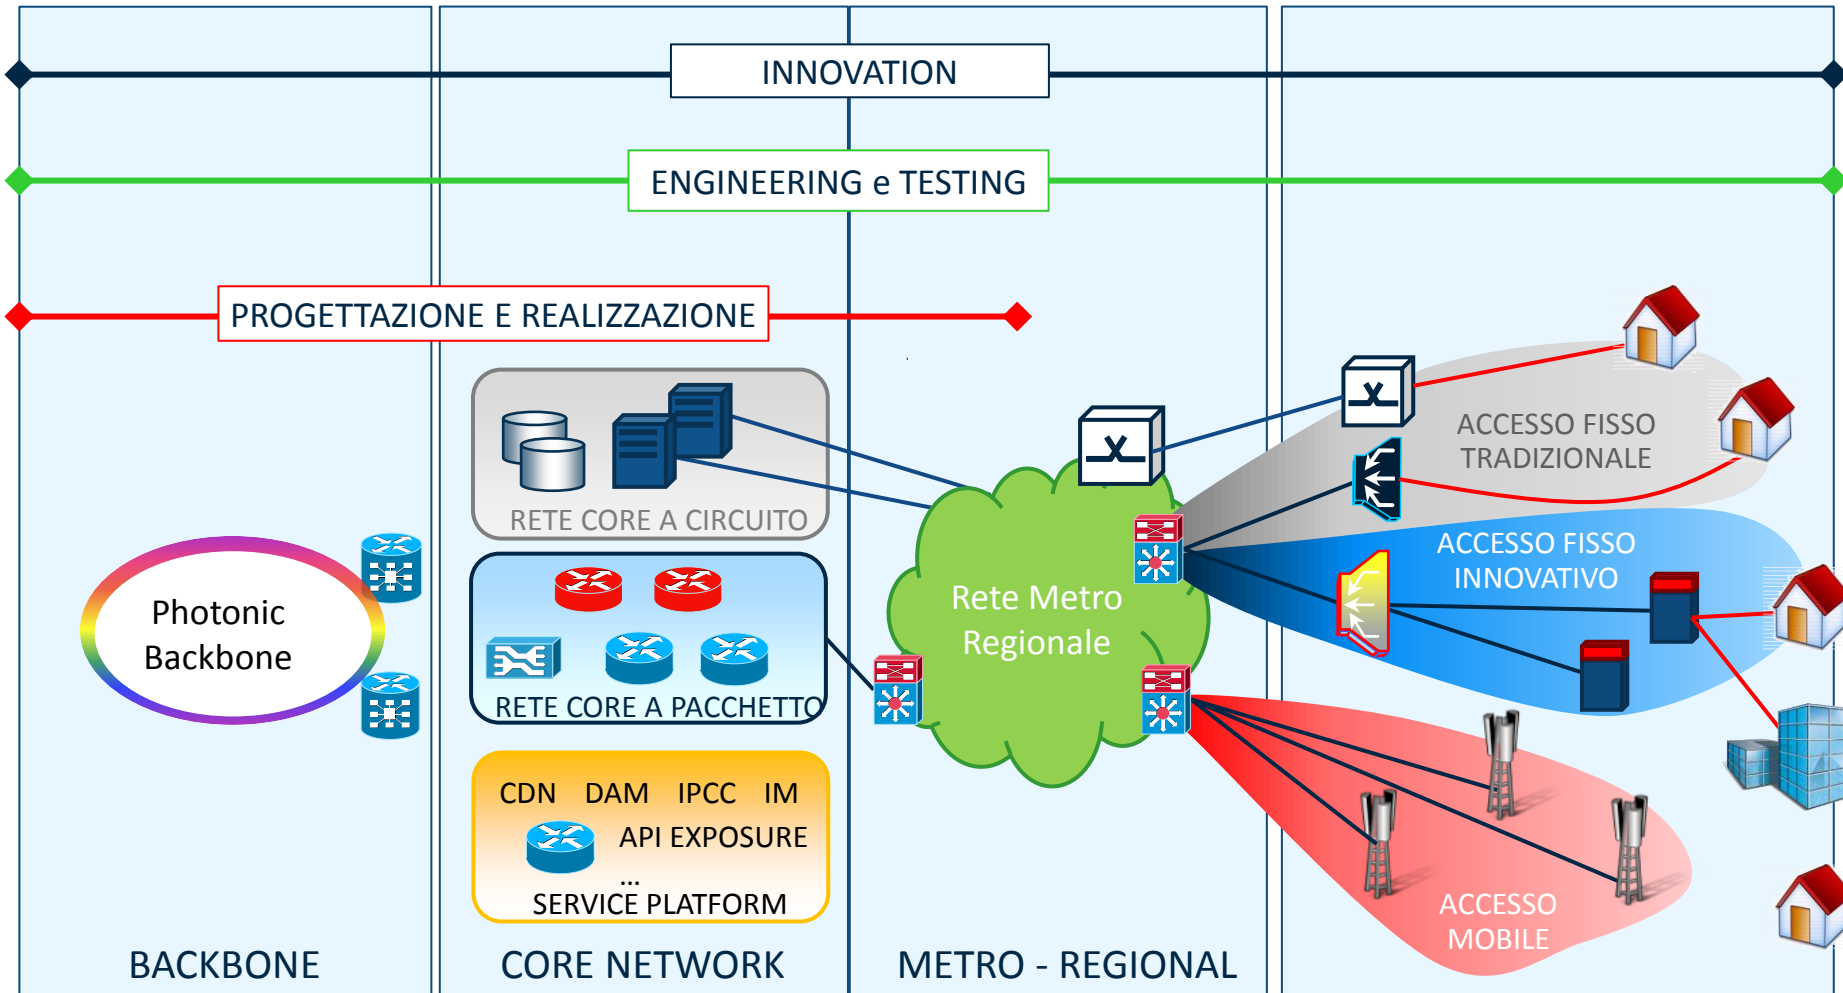 INNOVATION
ENGINEERING e TESTING
PROGETTAZIONE E REALIZZAZIONE
Photonic
Backbone
RETE CORE A CIRCUITO
RETE CORE A PACCHETTO
CDN DAM IPCC IM
API EXPOSURE
...
SERVICE PLATFORM
Rete Metro
Regionale
ACCESSO FISSO
TRADIZIONALE
ACCESSO FISSO
INNOVATIVO
ACCESSO
MOBILE
BACKBONE
CORE NETWORK
METRO - REGIONAL